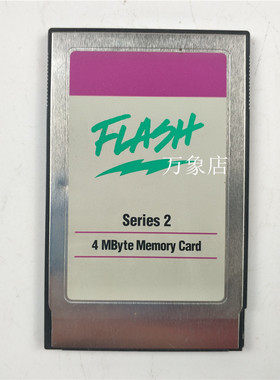 FLASH
万象店
Series 2
4 MByte Memory Card